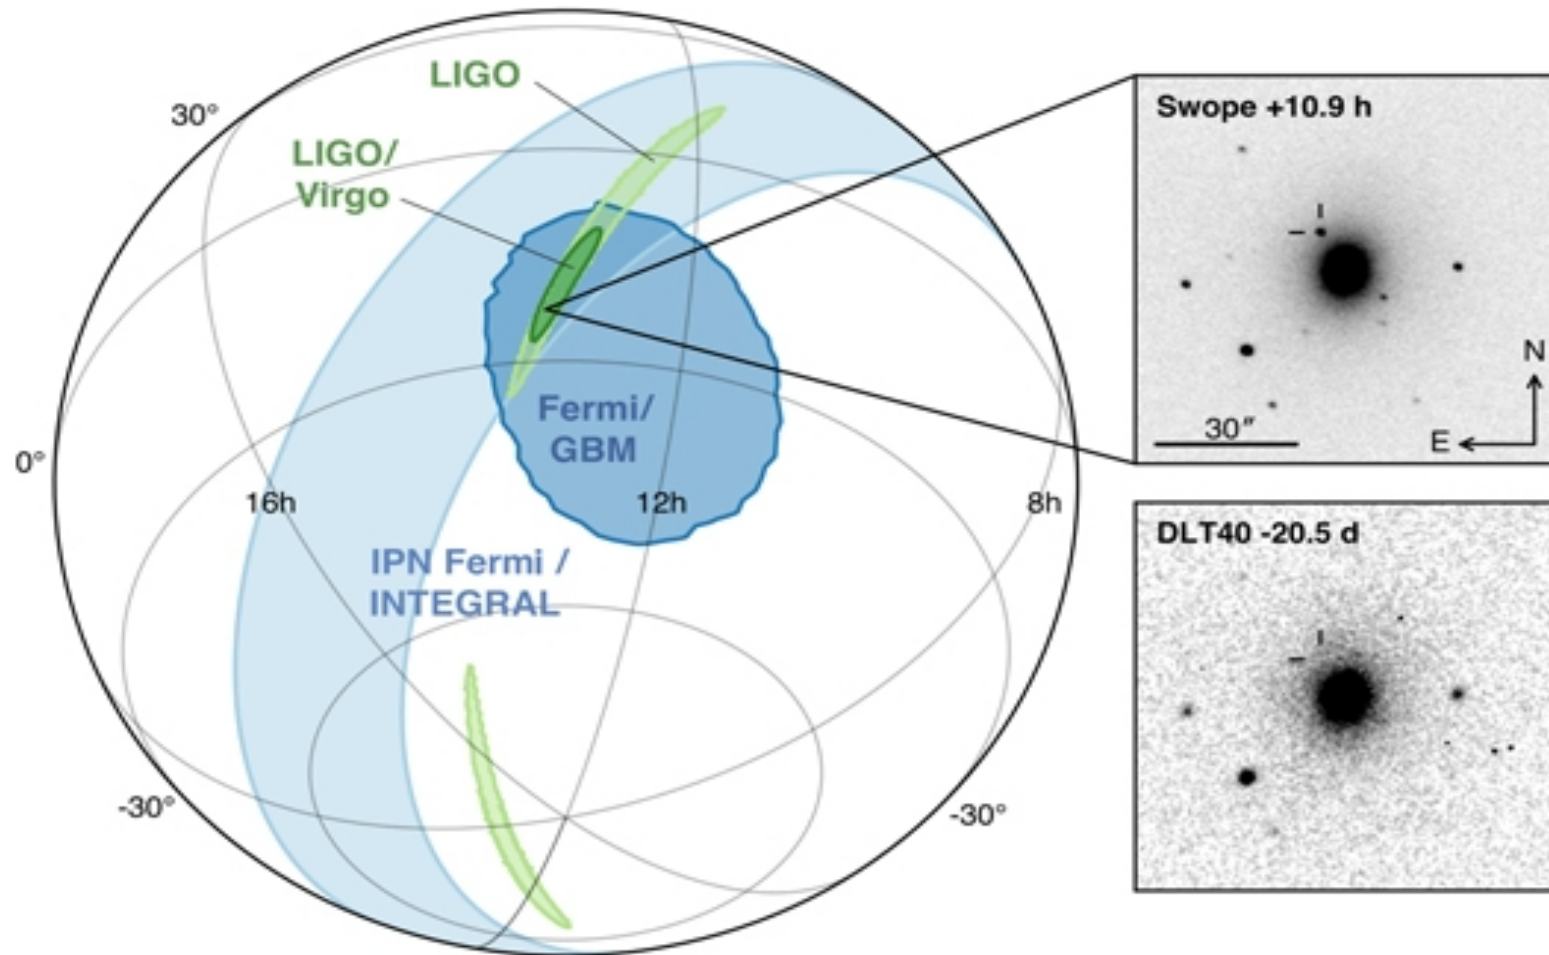 LIGO
LIGO/
Virgo
30°
0°
-30°
-30°
16h
12h
8h
Fermi/
GBM
IPN Fermi /
INTEGRAL
Swope +10.9 h
30″
N
E
DLT40 -20.5 d